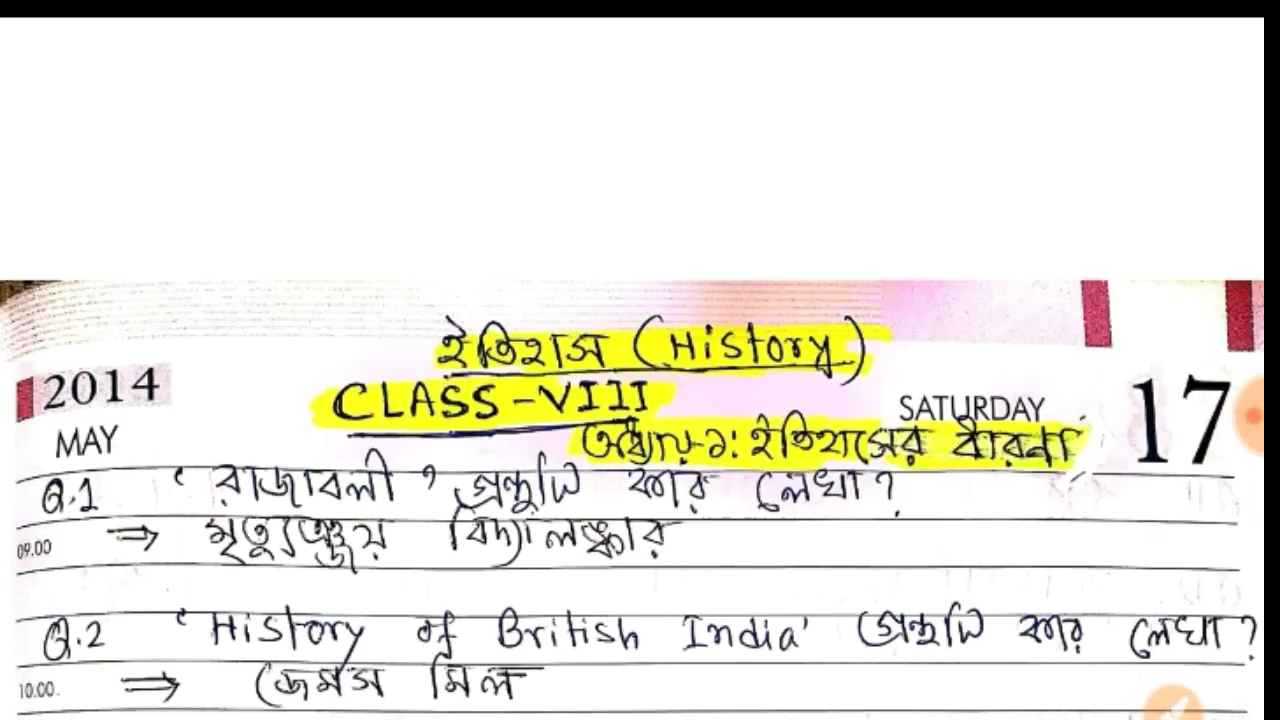 ইতিহাস (History)
2014
CLASS-VIII
SATURDAY
17
MAY
অধ্যায়-১: ইতিহাসের ধারনা
Q.1 'রাজাবলী' গ্রন্থটি কার লেখা?
09.00 ⇒ মৃত্যুঞ্জয় বিদ্যালঙ্কার
Q.2 'History of British India' গ্রন্থটি কার লেখা?
10.00. ⇒ জেমস মিল